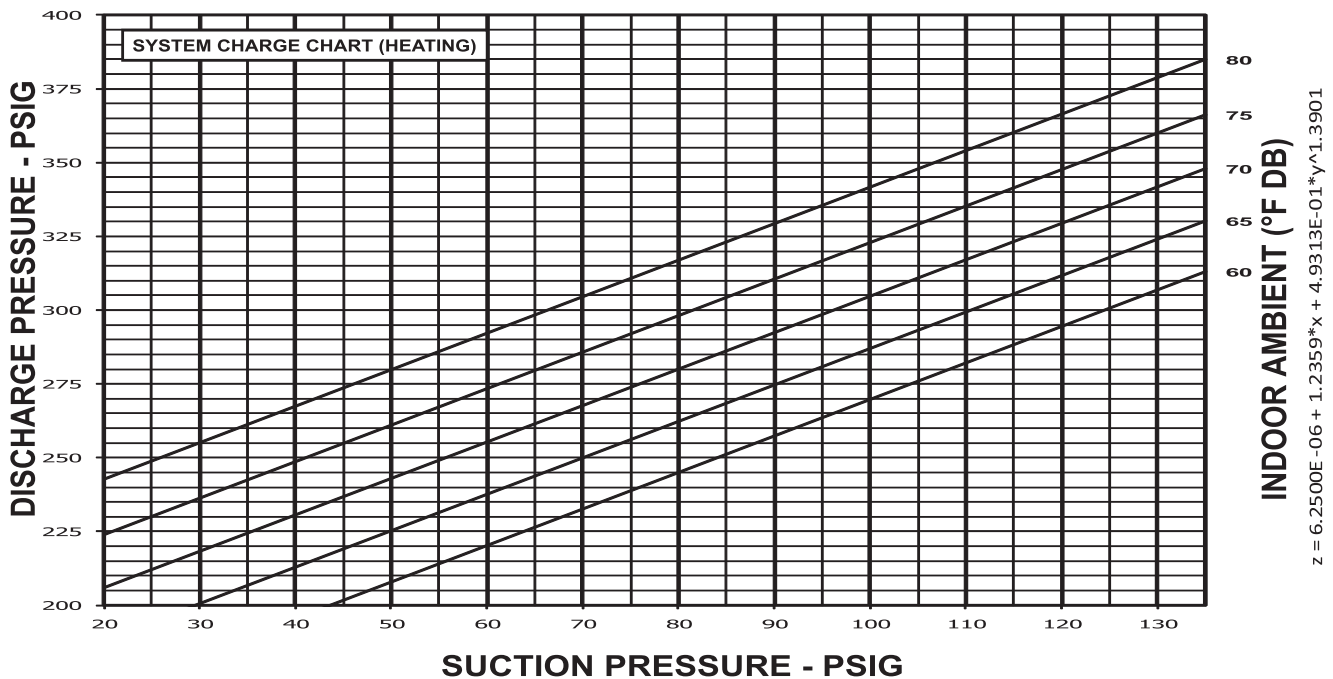 SYSTEM CHARGE CHART (HEATING)
DISCHARGE PRESSURE - PSIG
400
375
350
325
300
275
250
225
200
20 30 40 50 60 70 80 90 100 110 120 130
SUCTION PRESSURE - PSIG
80
75
70
65
60
INDOOR AMBIENT (°F DB)
z = 6.2500E-06 + 1.2359*x + 4.9313E-01*y^1.3901